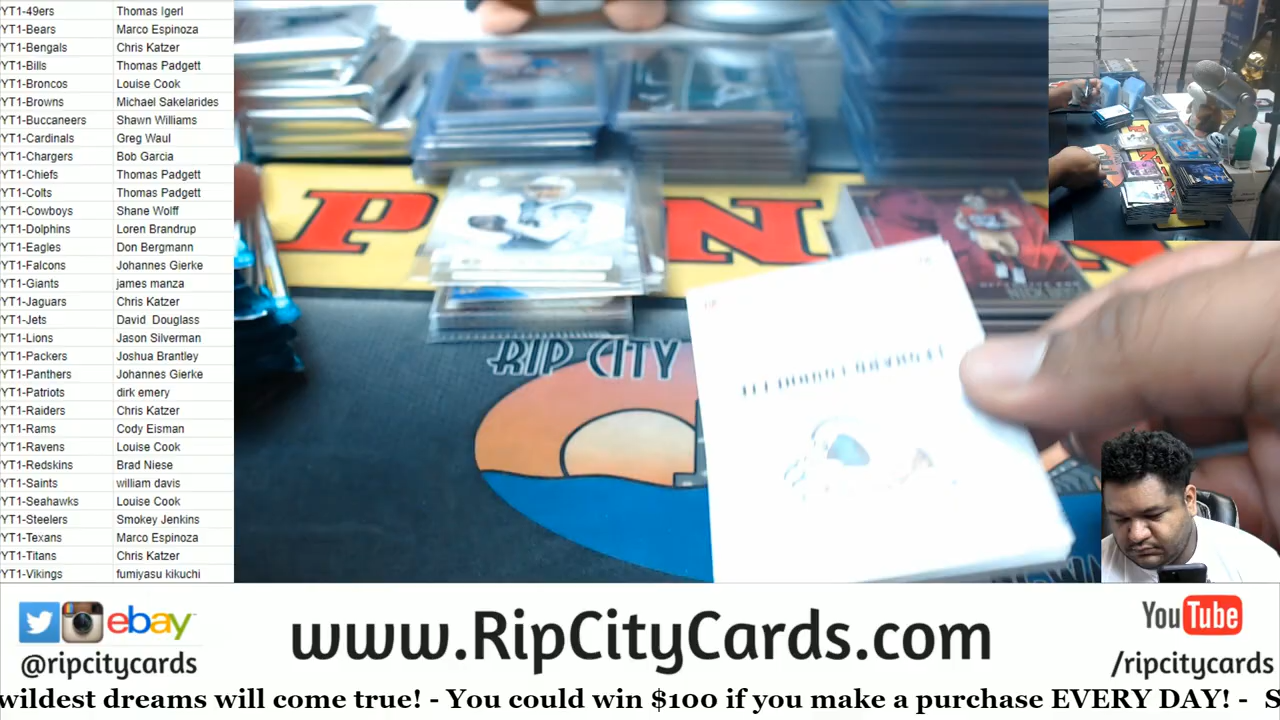 YT1-49ers Thomas Igerl
YT1-Bears Marco Espinoza
YT1-Bengals Chris Katzer
YT1-Bills Thomas Padgett
YT1-Broncos Louise Cook
YT1-Browns Michael Sakelarides
YT1-Buccaneers Shawn Williams
YT1-Cardinals Greg Waul
YT1-Chargers Bob Garcia
YT1-Chiefs Thomas Padgett
YT1-Colts Thomas Padgett
YT1-Cowboys Shane Wolff
YT1-Dolphins Loren Brandrup
YT1-Eagles Don Bergmann
YT1-Falcons Johannes Gierke
YT1-Giants james manza
YT1-Jaguars Chris Katzer
YT1-Jets David Douglass
YT1-Lions Jason Silverman
YT1-Packers Joshua Brantley
YT1-Panthers Johannes Gierke
YT1-Patriots dirk emery
YT1-Raiders Chris Katzer
YT1-Rams Cody Eisman
YT1-Ravens Louise Cook
YT1-Redskins Brad Niese
YT1-Saints william davis
YT1-Seahawks Louise Cook
YT1-Steelers Smokey Jenkins
YT1-Texans Marco Espinoza
YT1-Titans Chris Katzer
YT1-Vikings fumiyasu kikuchi
RIP CITY
ebay
@ripcitycards
www.RipCityCards.com
YouTube
/ripcitycards
wildest dreams will come true! - You could win $100 if you make a purchase EVERY DAY! - S